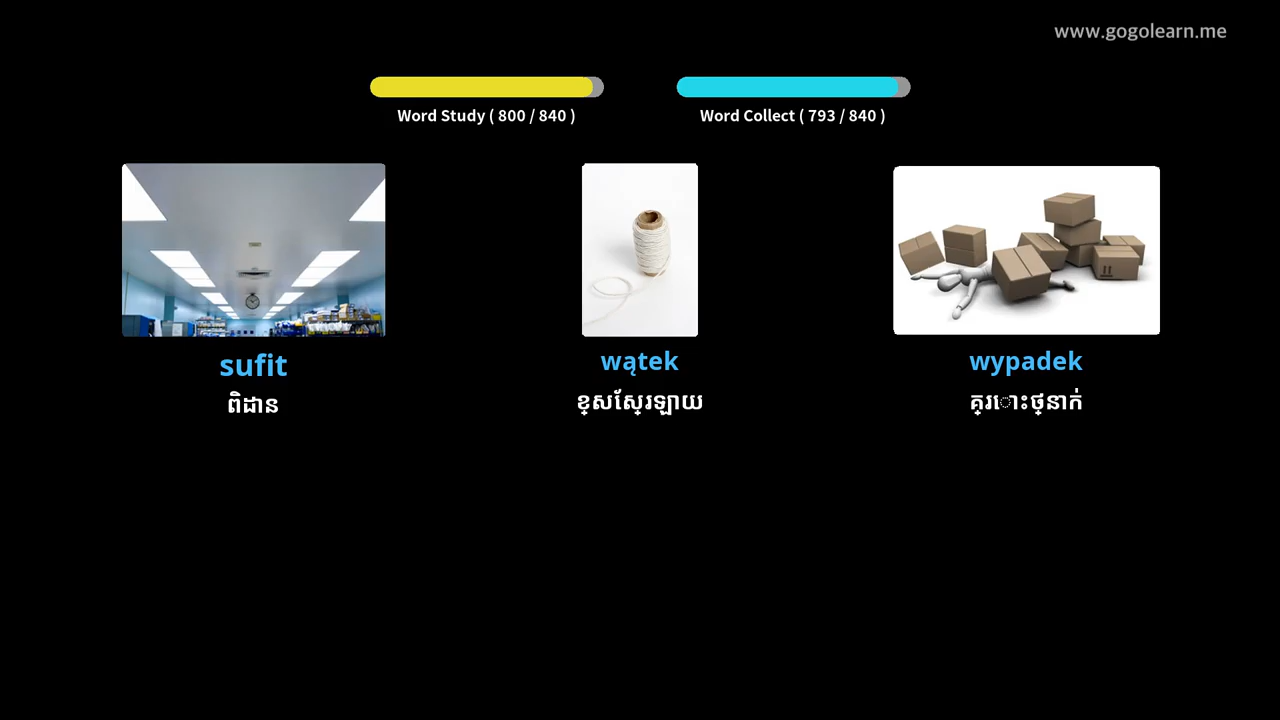 www.gogolearn.me
Word Study ( 800 / 840 )
Word Collect ( 793 / 840 )
sufit
wątek
wypadek
ពិដាន
ខ្សែស្រឡាយ
គ្រោះថ្នាក់